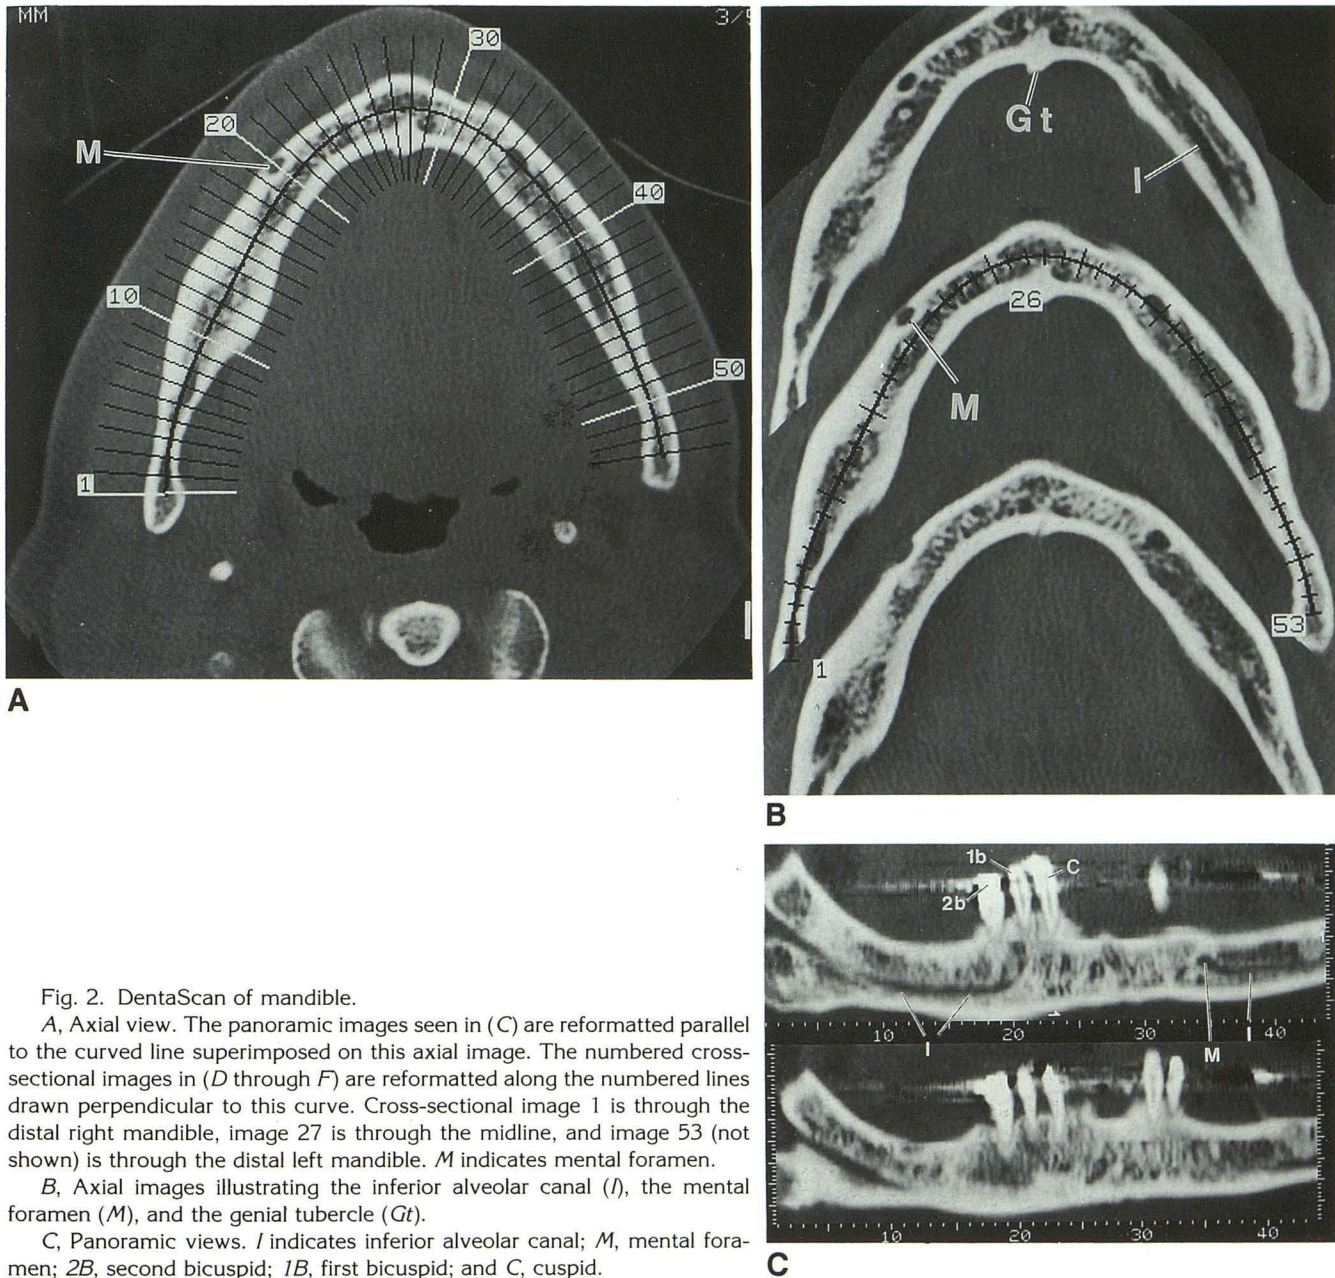 MM
3/5
30
20
M
40
10
50
1
A
Gt
I
26
M
53
1
B
1b
C
2b
10
20
30
40
I
M
I
10
20
30
40
C
Fig. 2. DentaScan of mandible.
A, Axial view. The panoramic images seen in (C) are reformatted parallel
to the curved line superimposed on this axial image. The numbered cross-
sectional images in (D through F) are reformatted along the numbered lines
drawn perpendicular to this curve. Cross-sectional image 1 is through the
distal right mandible, image 27 is through the midline, and image 53 (not
shown) is through the distal left mandible. M indicates mental foramen.
B, Axial images illustrating the inferior alveolar canal (I), the mental
foramen (M), and the genial tubercle (Gt).
C, Panoramic views. I indicates inferior alveolar canal; M, mental fora-
men; 2B, second bicuspid; 1B, first bicuspid; and C, cuspid.